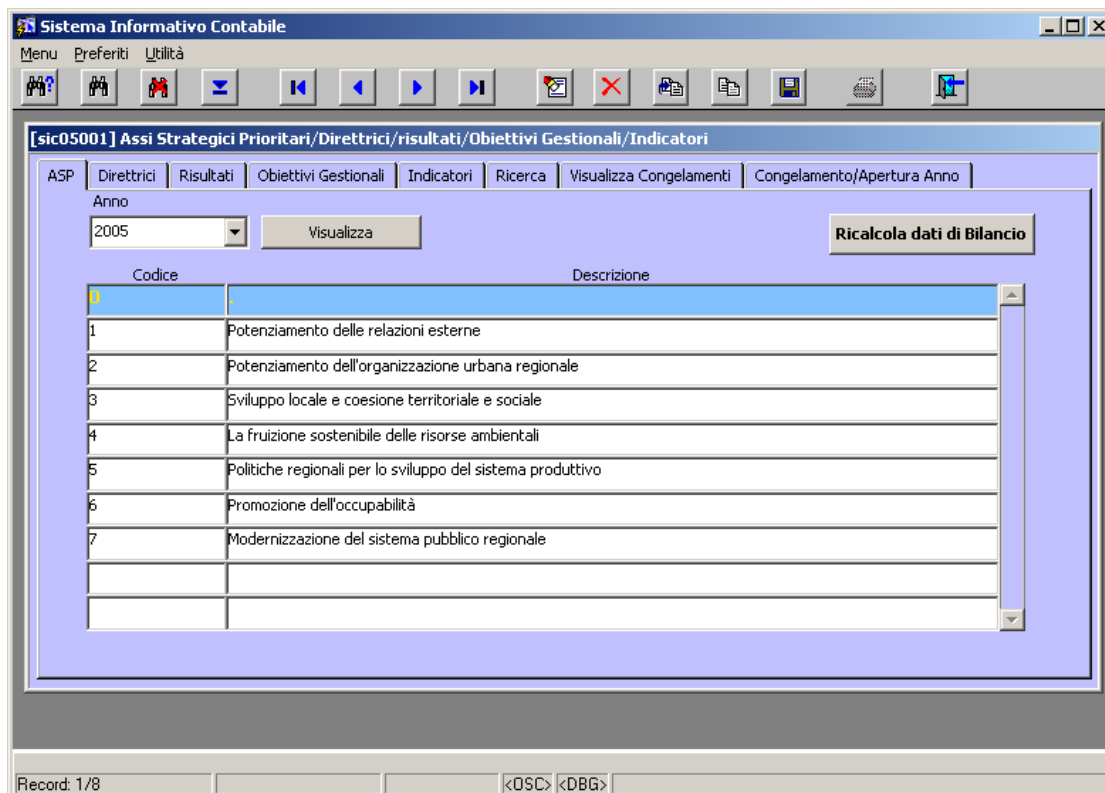 Sistema Informativo Contabile
Menu Preferiti Utilità
[sic05001] Assi Strategici Prioritari/Direttrici/risultati/Obiettivi Gestionali/Indicatori
ASP Direttrici Risultati Obiettivi Gestionali Indicatori Ricerca Visualizza Congelamenti Congelamento/Apertura Anno
Anno
2005 Visualizza Ricalcola dati di Bilancio
Codice Descrizione
0 .
1 Potenziamento delle relazioni esterne
2 Potenziamento dell'organizzazione urbana regionale
3 Sviluppo locale e coesione territoriale e sociale
4 La fruizione sostenibile delle risorse ambientali
5 Politiche regionali per lo sviluppo del sistema produttivo
6 Promozione dell'occupabilità
7 Modernizzazione del sistema pubblico regionale
Record: 1/8 <OSC> <DBG>